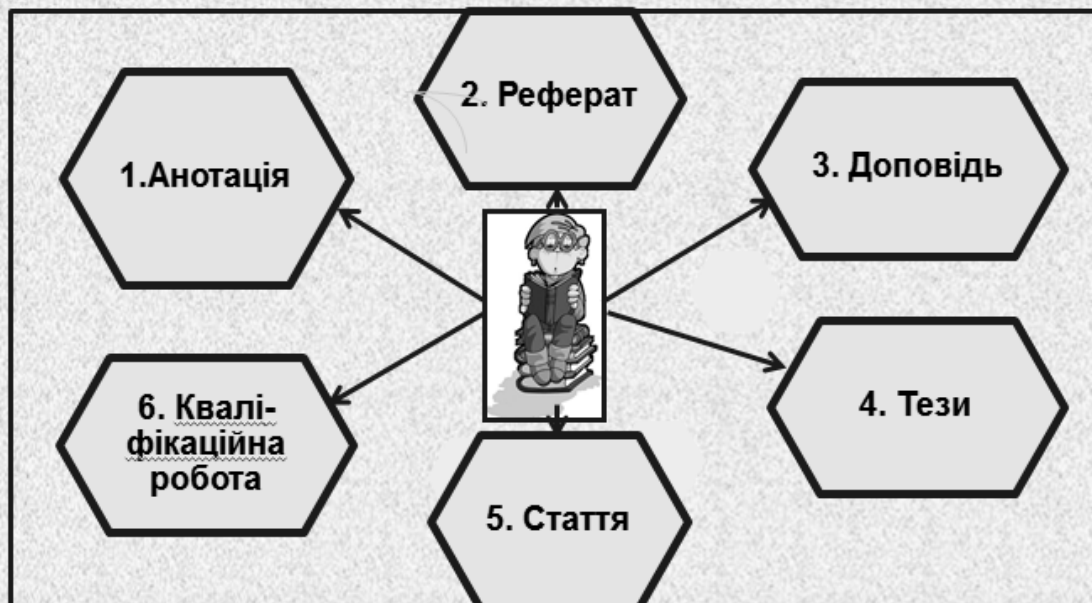 1.Анотація
2. Реферат
3. Доповідь
4. Тези
5. Стаття
6. Квалі-
фікаційна
робота